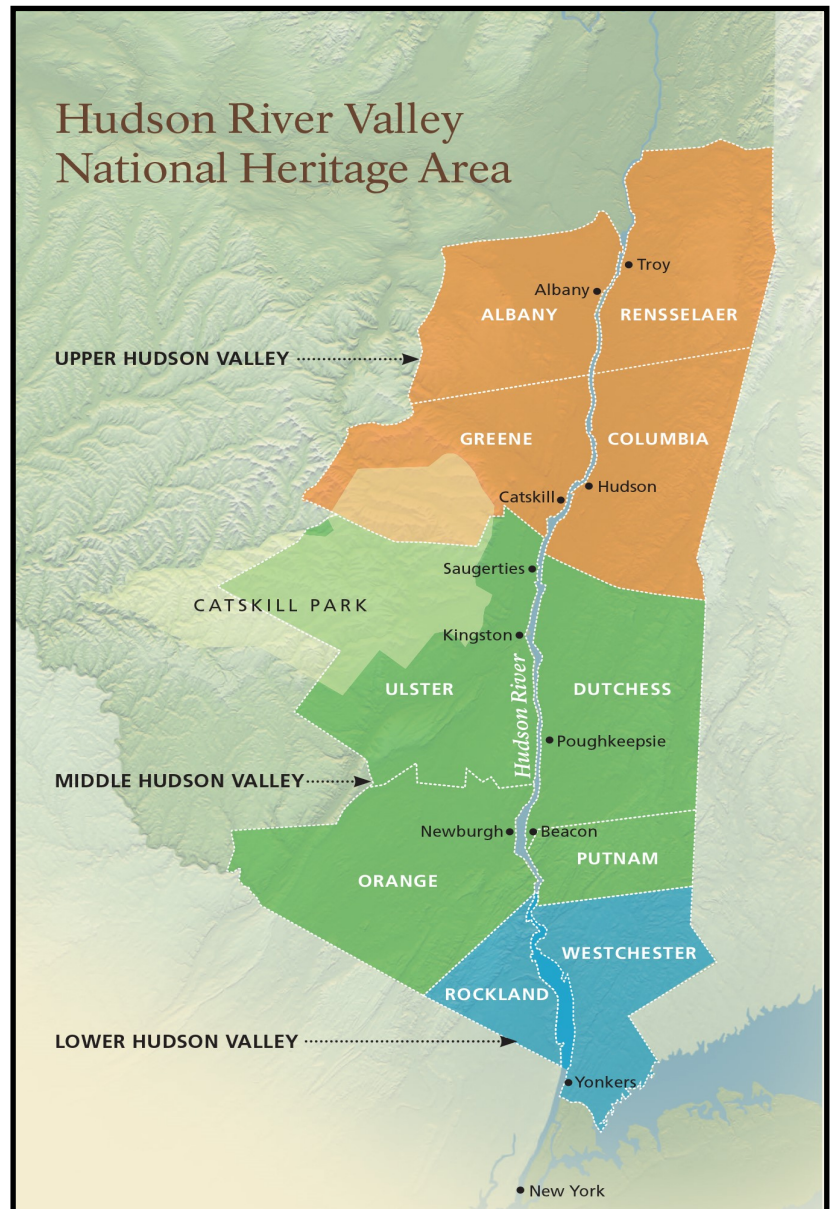 Hudson River Valley
National Heritage Area
Troy
Albany
ALBANY
RENSSELAER
UPPER HUDSON VALLEY
GREENE
COLUMBIA
Hudson
Catskill
Saugerties
CATSKILL PARK
Kingston
ULSTER
DUTCHESS
Hudson River
Poughkeepsie
MIDDLE HUDSON VALLEY
Newburgh
Beacon
PUTNAM
ORANGE
WESTCHESTER
ROCKLAND
LOWER HUDSON VALLEY
Yonkers
New York